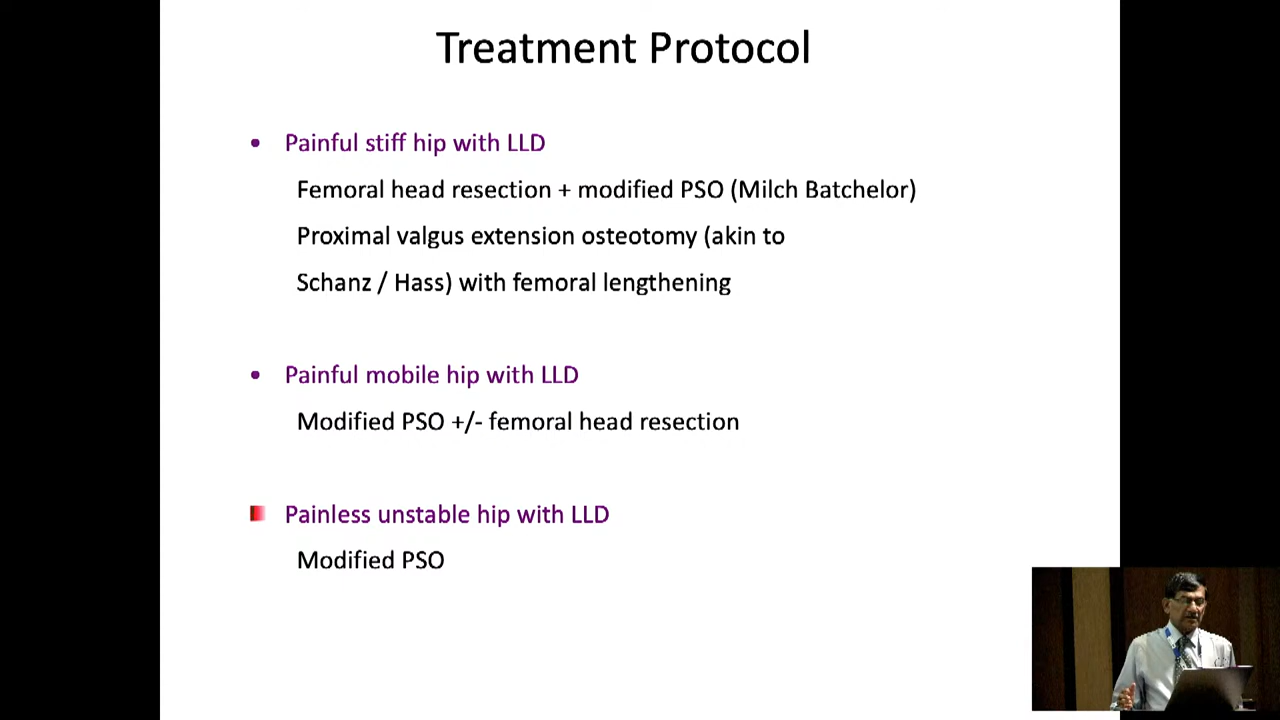 Treatment Protocol
• Painful stiff hip with LLD
Femoral head resection + modified PSO (Milch Batchelor)
Proximal valgus extension osteotomy (akin to
Schanz / Hass) with femoral lengthening
• Painful mobile hip with LLD
Modified PSO +/- femoral head resection
Painless unstable hip with LLD
Modified PSO